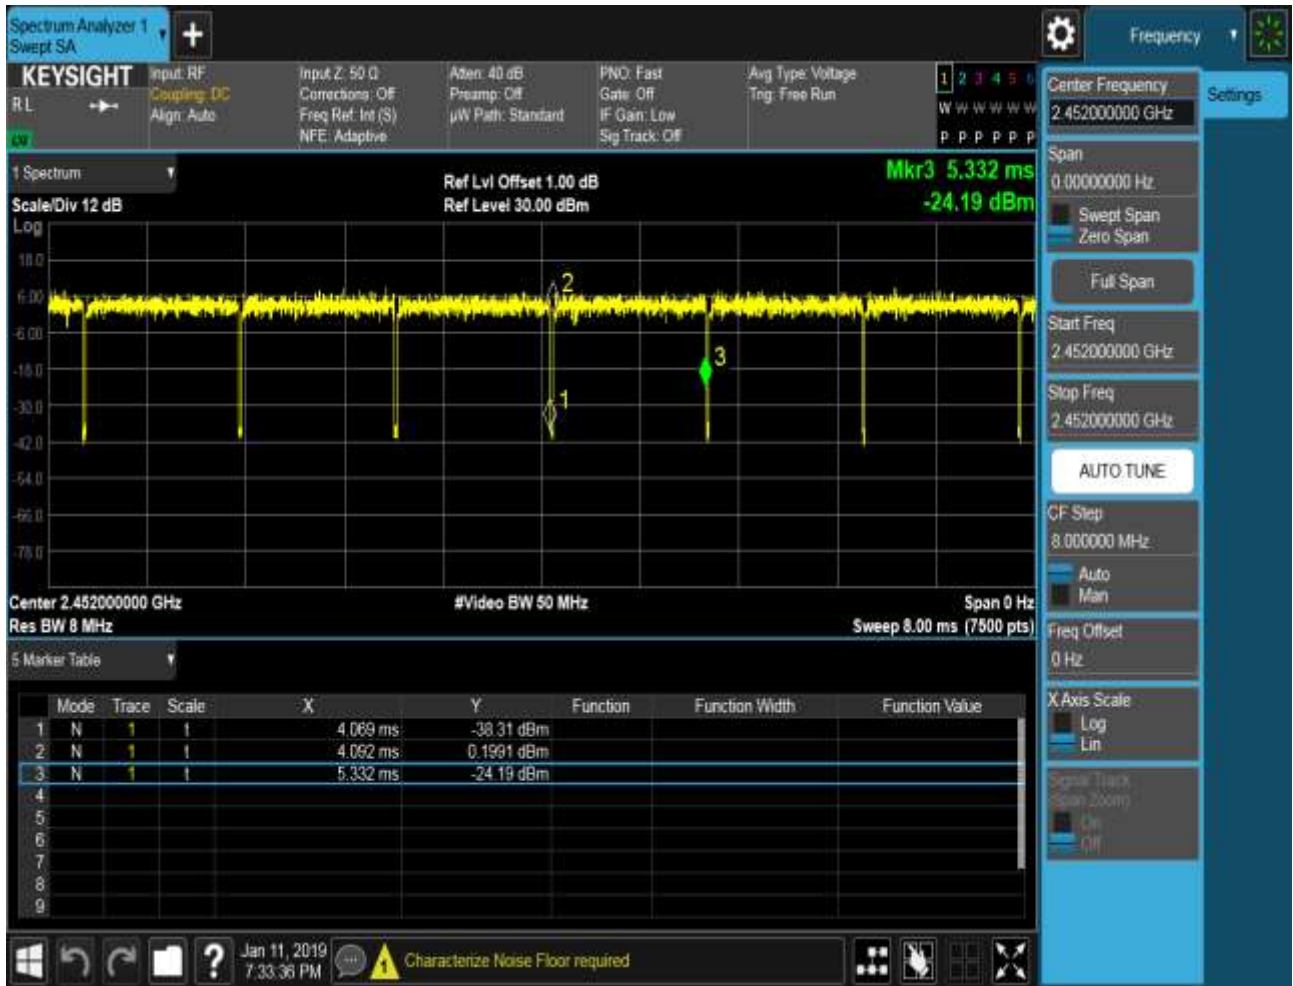 Spectrum Analyzer 1
Swept SA
+
Frequency
KEYSIGHT
R L
Input: RF
Coupling: DC
Align: Auto
Input Z: 50 Ω
Corrections: Off
Freq Ref: Int (S)
NFE: Adaptive
Atten: 40 dB
Preamp: Off
µW Path: Standard
PNO: Fast
Gate: Off
IF Gain: Low
Sig Track: Off
Avg Type: Voltage
Trig: Free Run
1 2 3 4 5 6
W W W W W W
P P P P P P
Center Frequency
2.452000000 GHz
Settings
1 Spectrum
Scale/Div 12 dB
Ref Lvl Offset 1.00 dB
Ref Level 30.00 dBm
Mkr3 5.332 ms
-24.19 dBm
Log
18.0
6.00
-6.00
-18.0
-30.0
-42.0
-54.0
-66.0
-78.0
2
3
1
Span
0.00000000 Hz
Swept Span
Zero Span
Full Span
Start Freq
2.452000000 GHz
Stop Freq
2.452000000 GHz
AUTO TUNE
CF Step
8.000000 MHz
Auto
Man
Freq Offset
0 Hz
X Axis Scale
Log
Lin
Signal Track
(Span Zoom)
On
Off
Center 2.452000000 GHz
#Video BW 50 MHz
Span 0 Hz
Res BW 8 MHz
Sweep 8.00 ms (7500 pts)
5 Marker Table
Mode Trace Scale X Y Function Function Width Function Value
1 N 1 t 4.069 ms -38.31 dBm
2 N 1 t 4.092 ms 0.1991 dBm
3 N 1 t 5.332 ms -24.19 dBm
4
5
6
7
8
9
?
Jan 11, 2019
7:33:36 PM
1
Characterize Noise Floor required